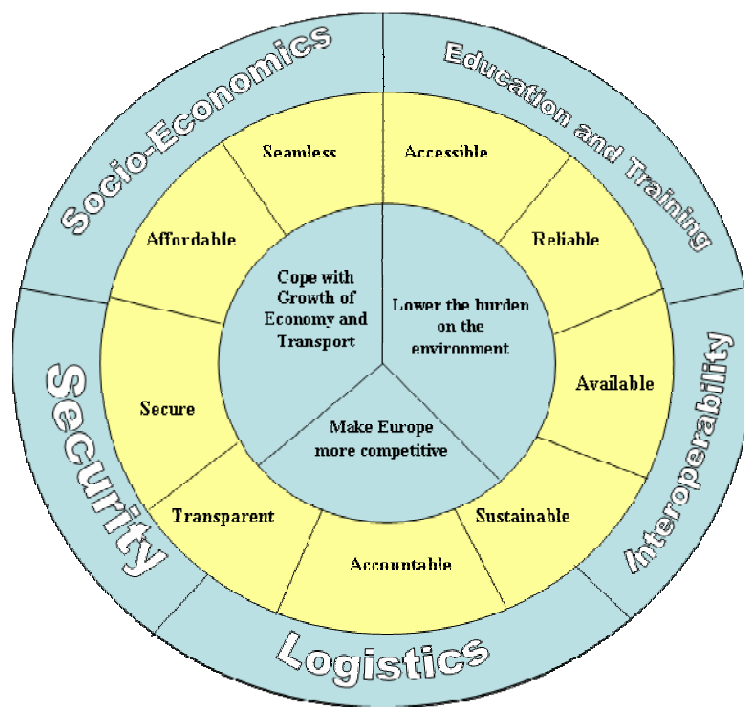 Socio-Economics
Education and Training
Seamless
Accessible
Affordable
Reliable
Cope with
Growth of
Economy and
Transport
Lower the burden
on the
environment
Available
Secure
Make Europe
more competitive
Transparent
Sustainable
Accountable
Security
Interoperability
Logistics